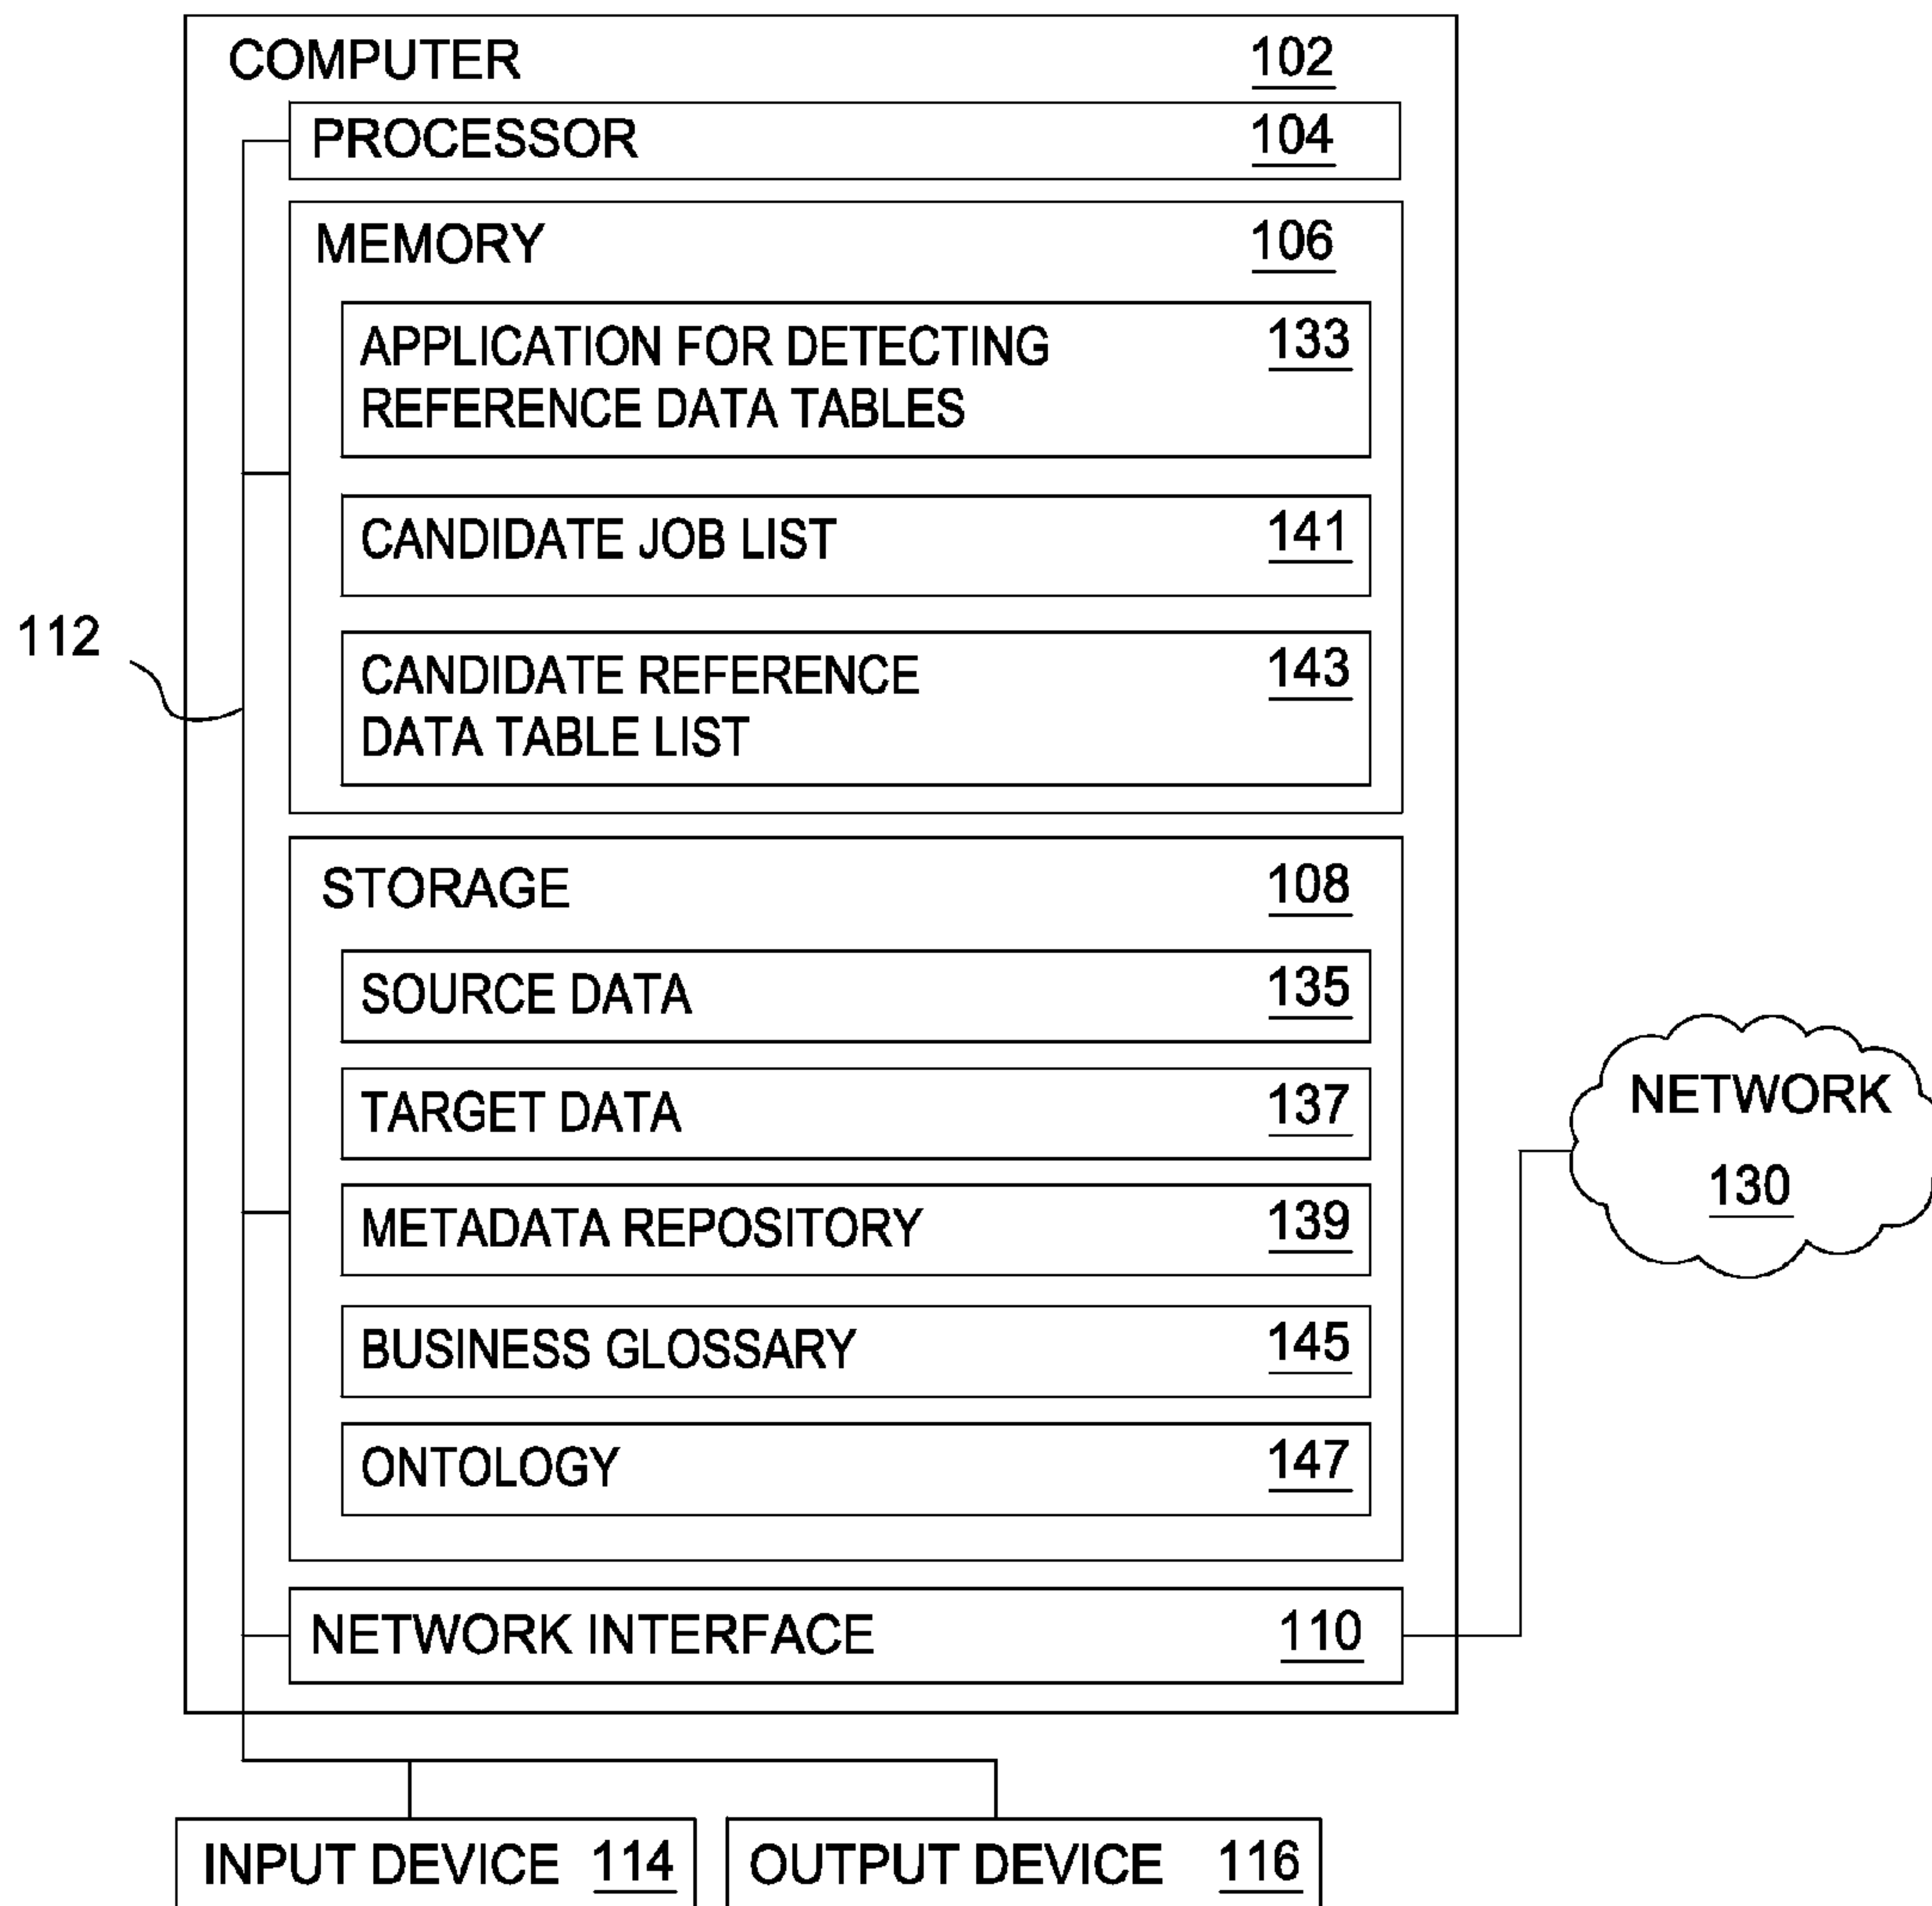 COMPUTER 102
PROCESSOR 104
MEMORY 106
APPLICATION FOR DETECTING 133
REFERENCE DATA TABLES
CANDIDATE JOB LIST 141
112
CANDIDATE REFERENCE 143
DATA TABLE LIST
STORAGE 108
SOURCE DATA 135
TARGET DATA 137
METADATA REPOSITORY 139
BUSINESS GLOSSARY 145
ONTOLOGY 147
NETWORK INTERFACE 110
NETWORK
130
INPUT DEVICE 114
OUTPUT DEVICE 116